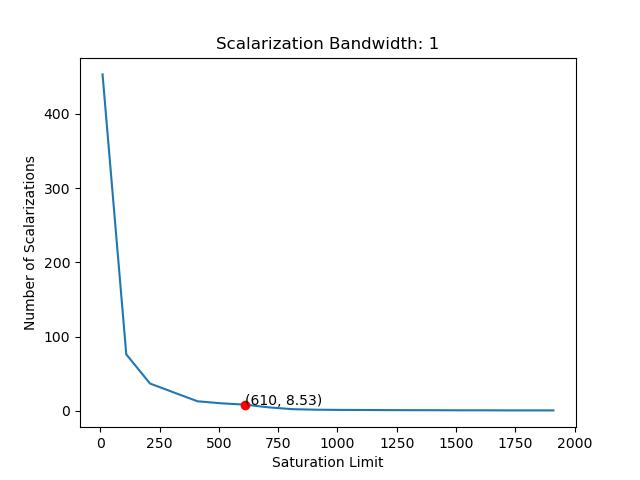 Scalarization Bandwidth: 1
Number of Scalarizations
400
300
200
100
0
(610, 8.53)
0 250 500 750 1000 1250 1500 1750 2000
Saturation Limit